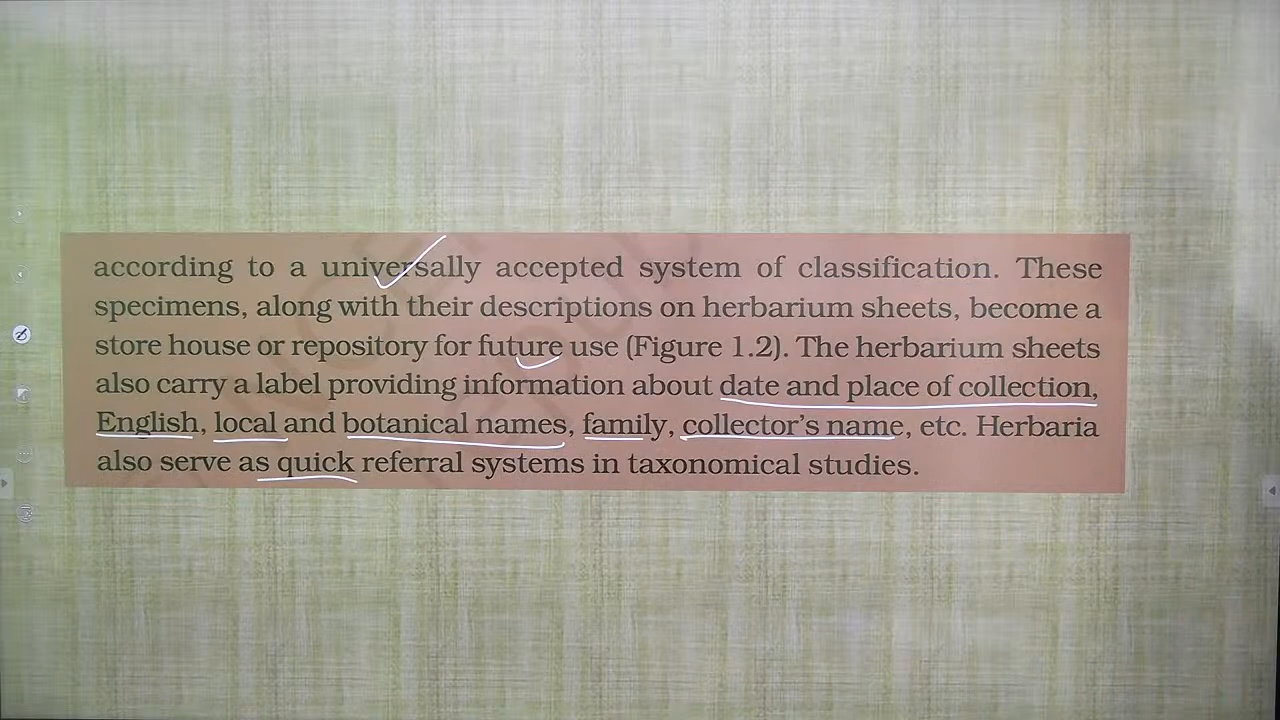 according to a universally accepted system of classification. These
specimens, along with their descriptions on herbarium sheets, become a
store house or repository for future use (Figure 1.2). The herbarium sheets
also carry a label providing information about date and place of collection,
English, local and botanical names, family, collector's name, etc. Herbaria
also serve as quick referral systems in taxonomical studies.